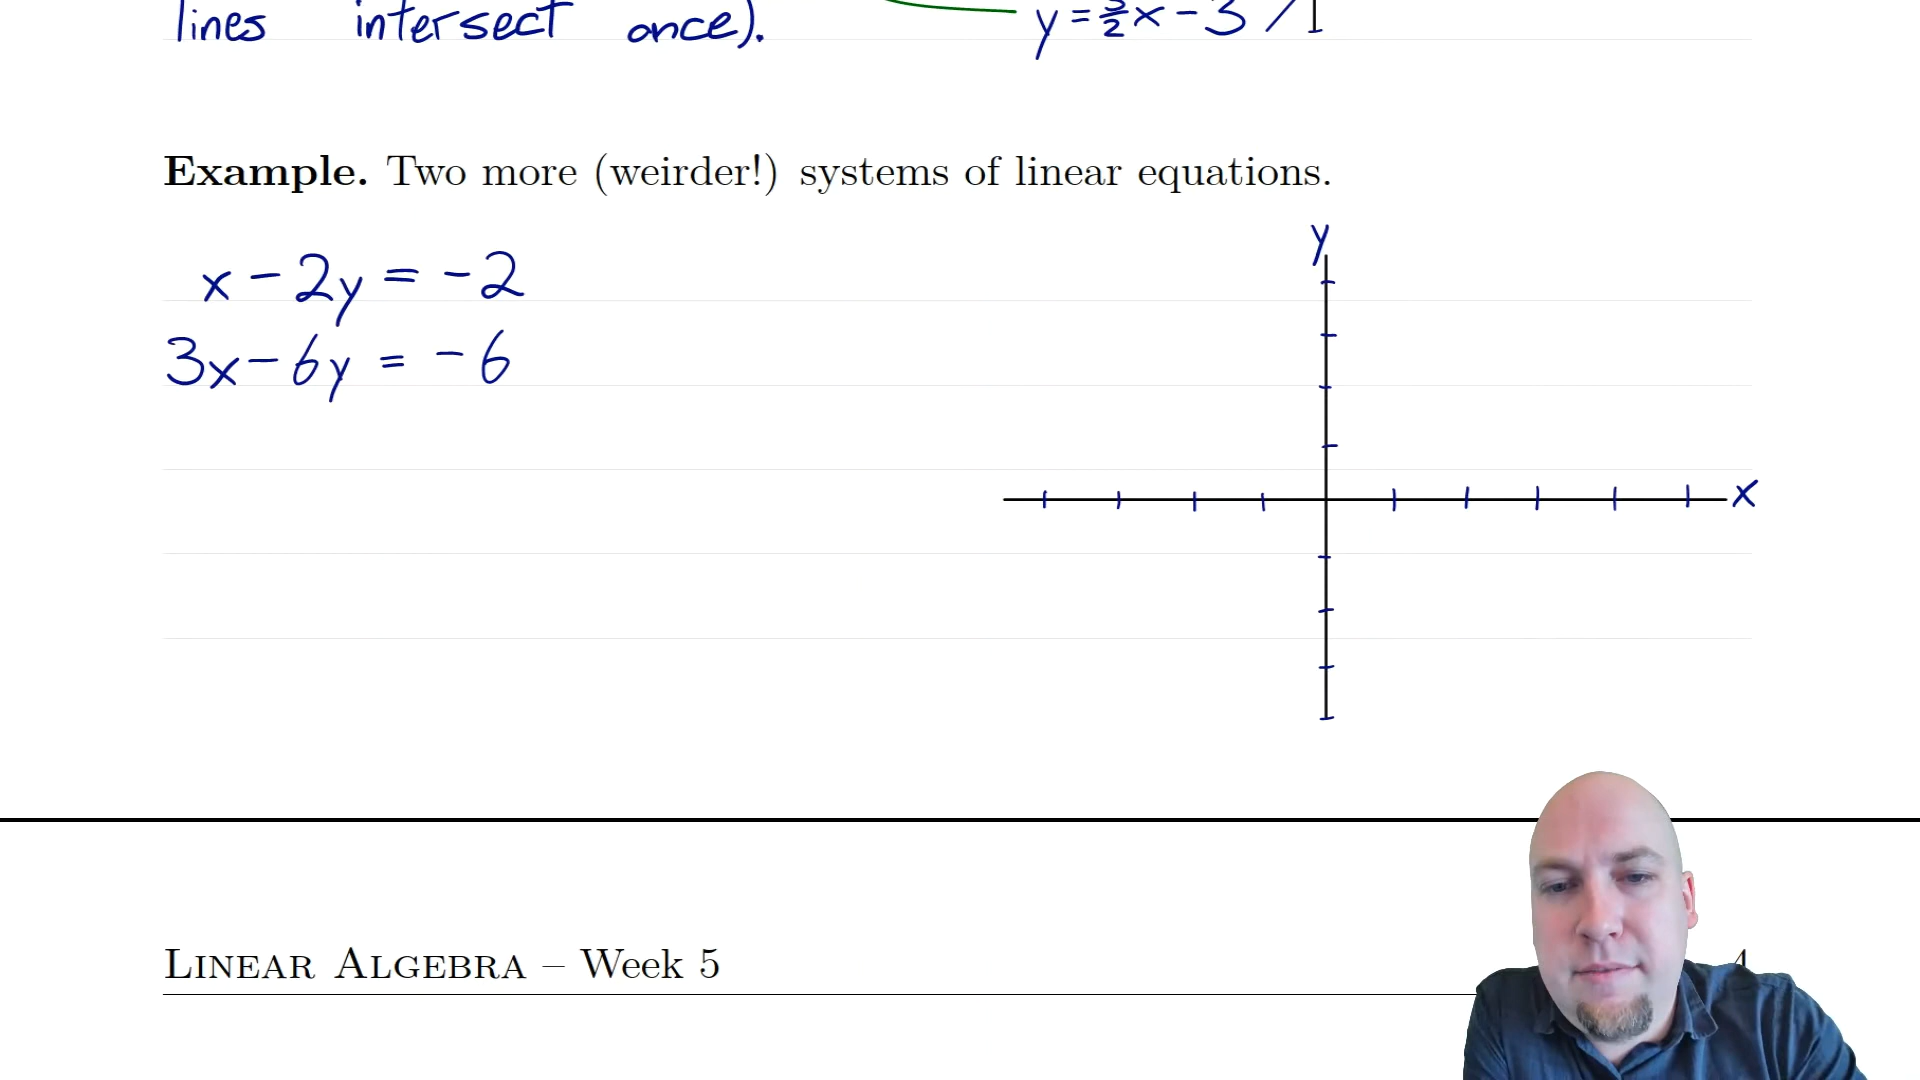 lines intersect once).
y = 3/2 x - 3
Example. Two more (weirder!) systems of linear equations.
y
x - 2y = -2
3x - 6y = -6
x
LINEAR ALGEBRA – Week 5
4